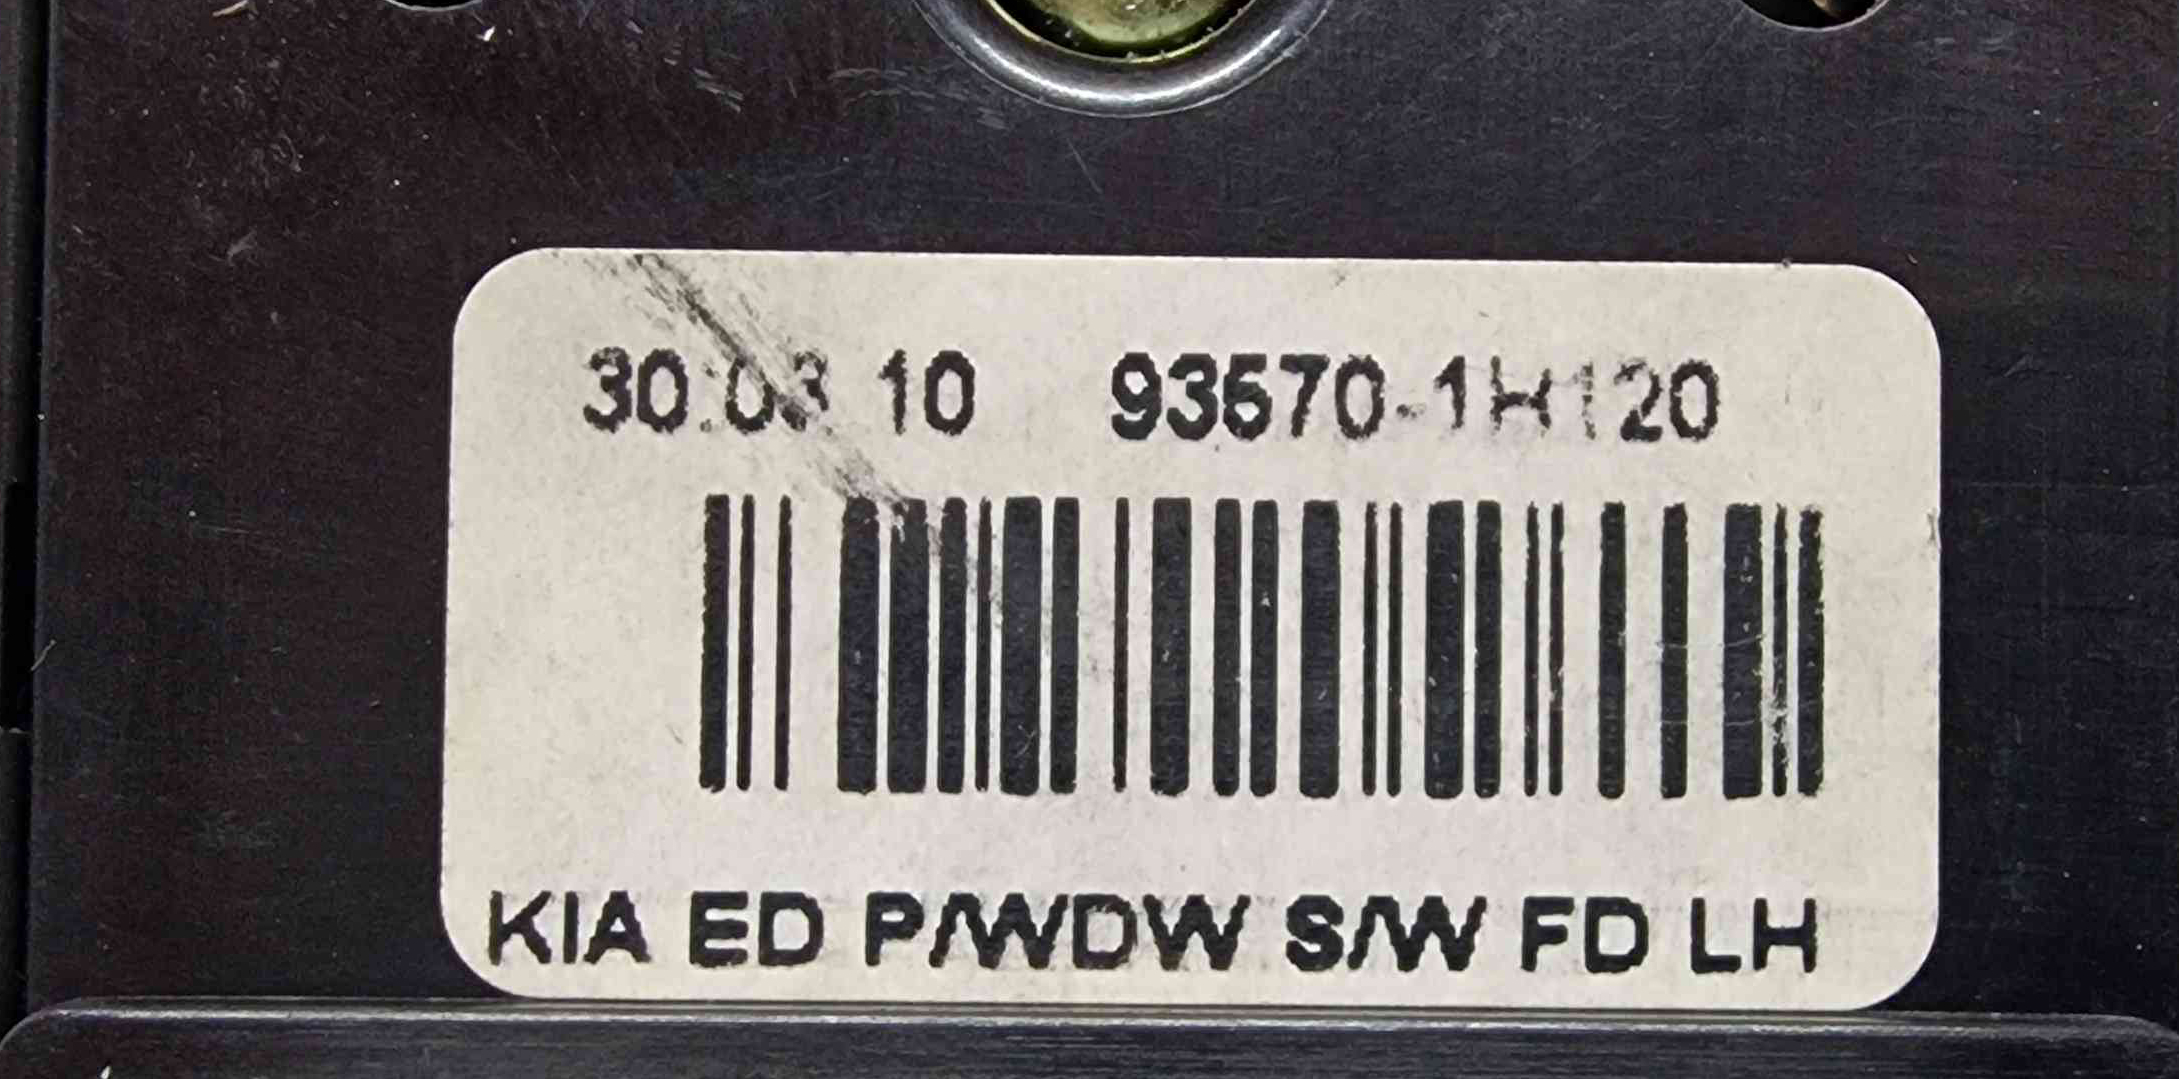 30.03.10 93570-1H120
KIA ED P/WDW S/W FD LH